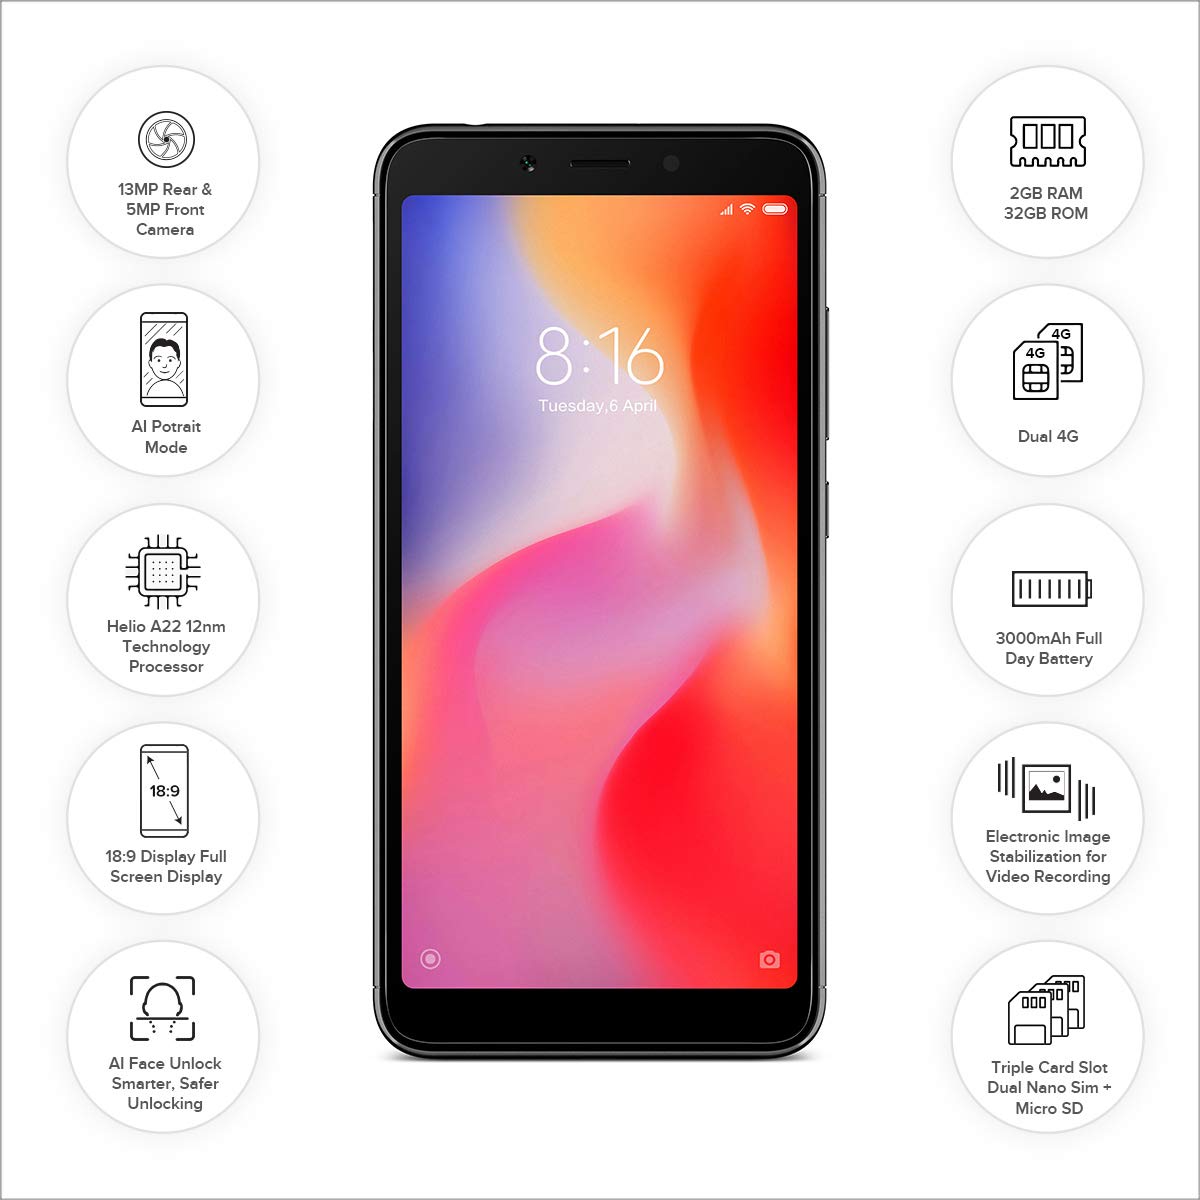 13MP Rear &
5MP Front
Camera
AI Potrait
Mode
Helio A22 12nm
Technology
Processor
18:9
18:9 Display Full
Screen Display
AI Face Unlock
Smarter, Safer
Unlocking
8:16
Tuesday,6 April
2GB RAM
32GB ROM
4G
4G
Dual 4G
3000mAh Full
Day Battery
Electronic Image
Stabilization for
Video Recording
Triple Card Slot
Dual Nano Sim +
Micro SD